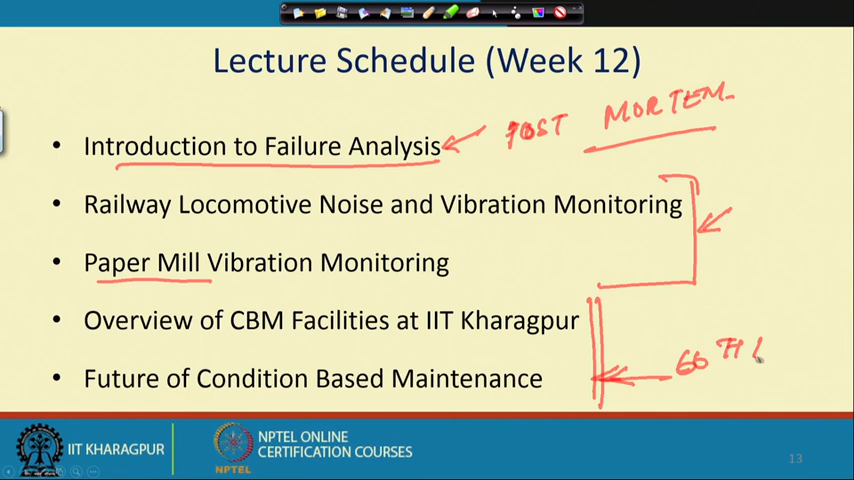 Lecture Schedule (Week 12)
POST MORTEM
• Introduction to Failure Analysis
• Railway Locomotive Noise and Vibration Monitoring
• Paper Mill Vibration Monitoring
• Overview of CBM Facilities at IIT Kharagpur
60 TH
• Future of Condition Based Maintenance
IIT KHARAGPUR
NPTEL
NPTEL ONLINE
CERTIFICATION COURSES
13